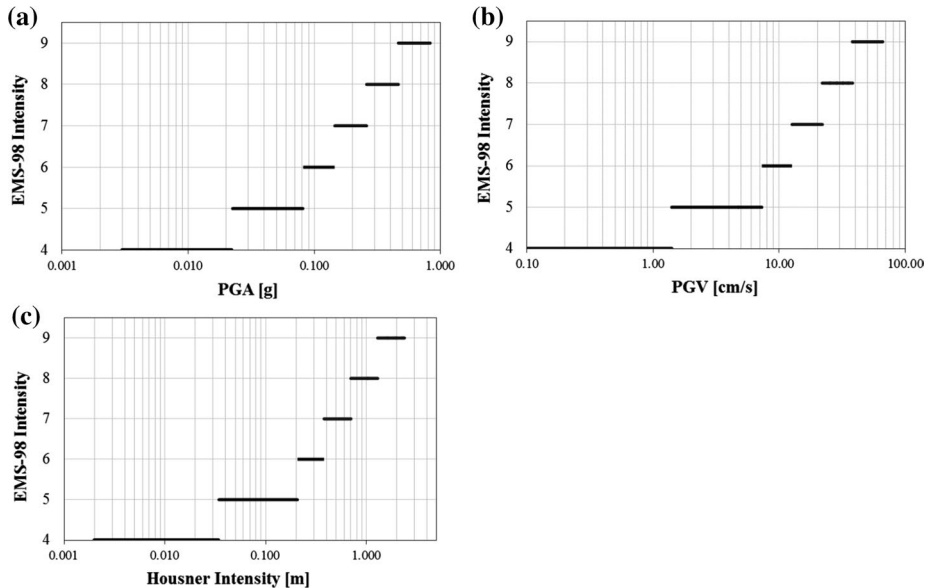 (a)
EMS-98 Intensity
9
8
7
6
5
4
0.001 0.010 0.100 1.000
PGA [g]
(b)
EMS-98 Intensity
9
8
7
6
5
4
0.10 1.00 10.00 100.00
PGV [cm/s]
(c)
EMS-98 Intensity
9
8
7
6
5
4
0.001 0.010 0.100 1.000
Housner Intensity [m]